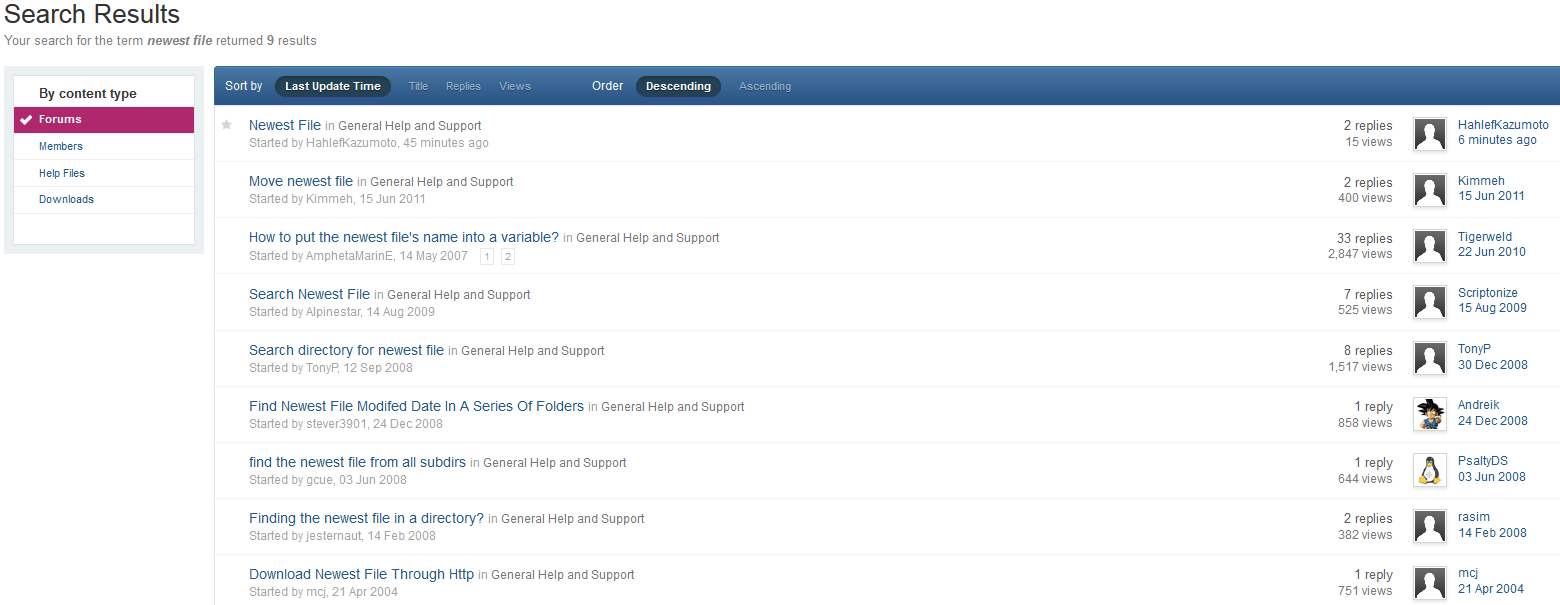 Search Results
Your search for the term newest file returned 9 results
By content type
Forums
Members
Help Files
Downloads
Sort by Last Update Time Title Replies Views Order Descending Ascending
Newest File in General Help and Support 2 replies HahlefKazumoto
Started by HahlefKazumoto, 45 minutes ago 15 views 6 minutes ago
Move newest file in General Help and Support 2 replies Kimmeh
Started by Kimmeh, 15 Jun 2011 400 views 15 Jun 2011
How to put the newest file's name into a variable? in General Help and Support 33 replies Tigerweld
Started by AmphetaMarinE, 14 May 2007 1 2 2,847 views 22 Jun 2010
Search Newest File in General Help and Support 7 replies Scriptonize
Started by Alpinestar, 14 Aug 2009 525 views 15 Aug 2009
Search directory for newest file in General Help and Support 8 replies TonyP
Started by TonyP, 12 Sep 2008 1,517 views 30 Dec 2008
Find Newest File Modifed Date In A Series Of Folders in General Help and Support 1 reply Andreik
Started by stever3901, 24 Dec 2008 858 views 24 Dec 2008
find the newest file from all subdirs in General Help and Support 1 reply PsaltyDS
Started by gcue, 03 Jun 2008 644 views 03 Jun 2008
Finding the newest file in a directory? in General Help and Support 2 replies rasim
Started by jesternaut, 14 Feb 2008 382 views 14 Feb 2008
Download Newest File Through Http in General Help and Support 1 reply mcj
Started by mcj, 21 Apr 2004 751 views 21 Apr 2004